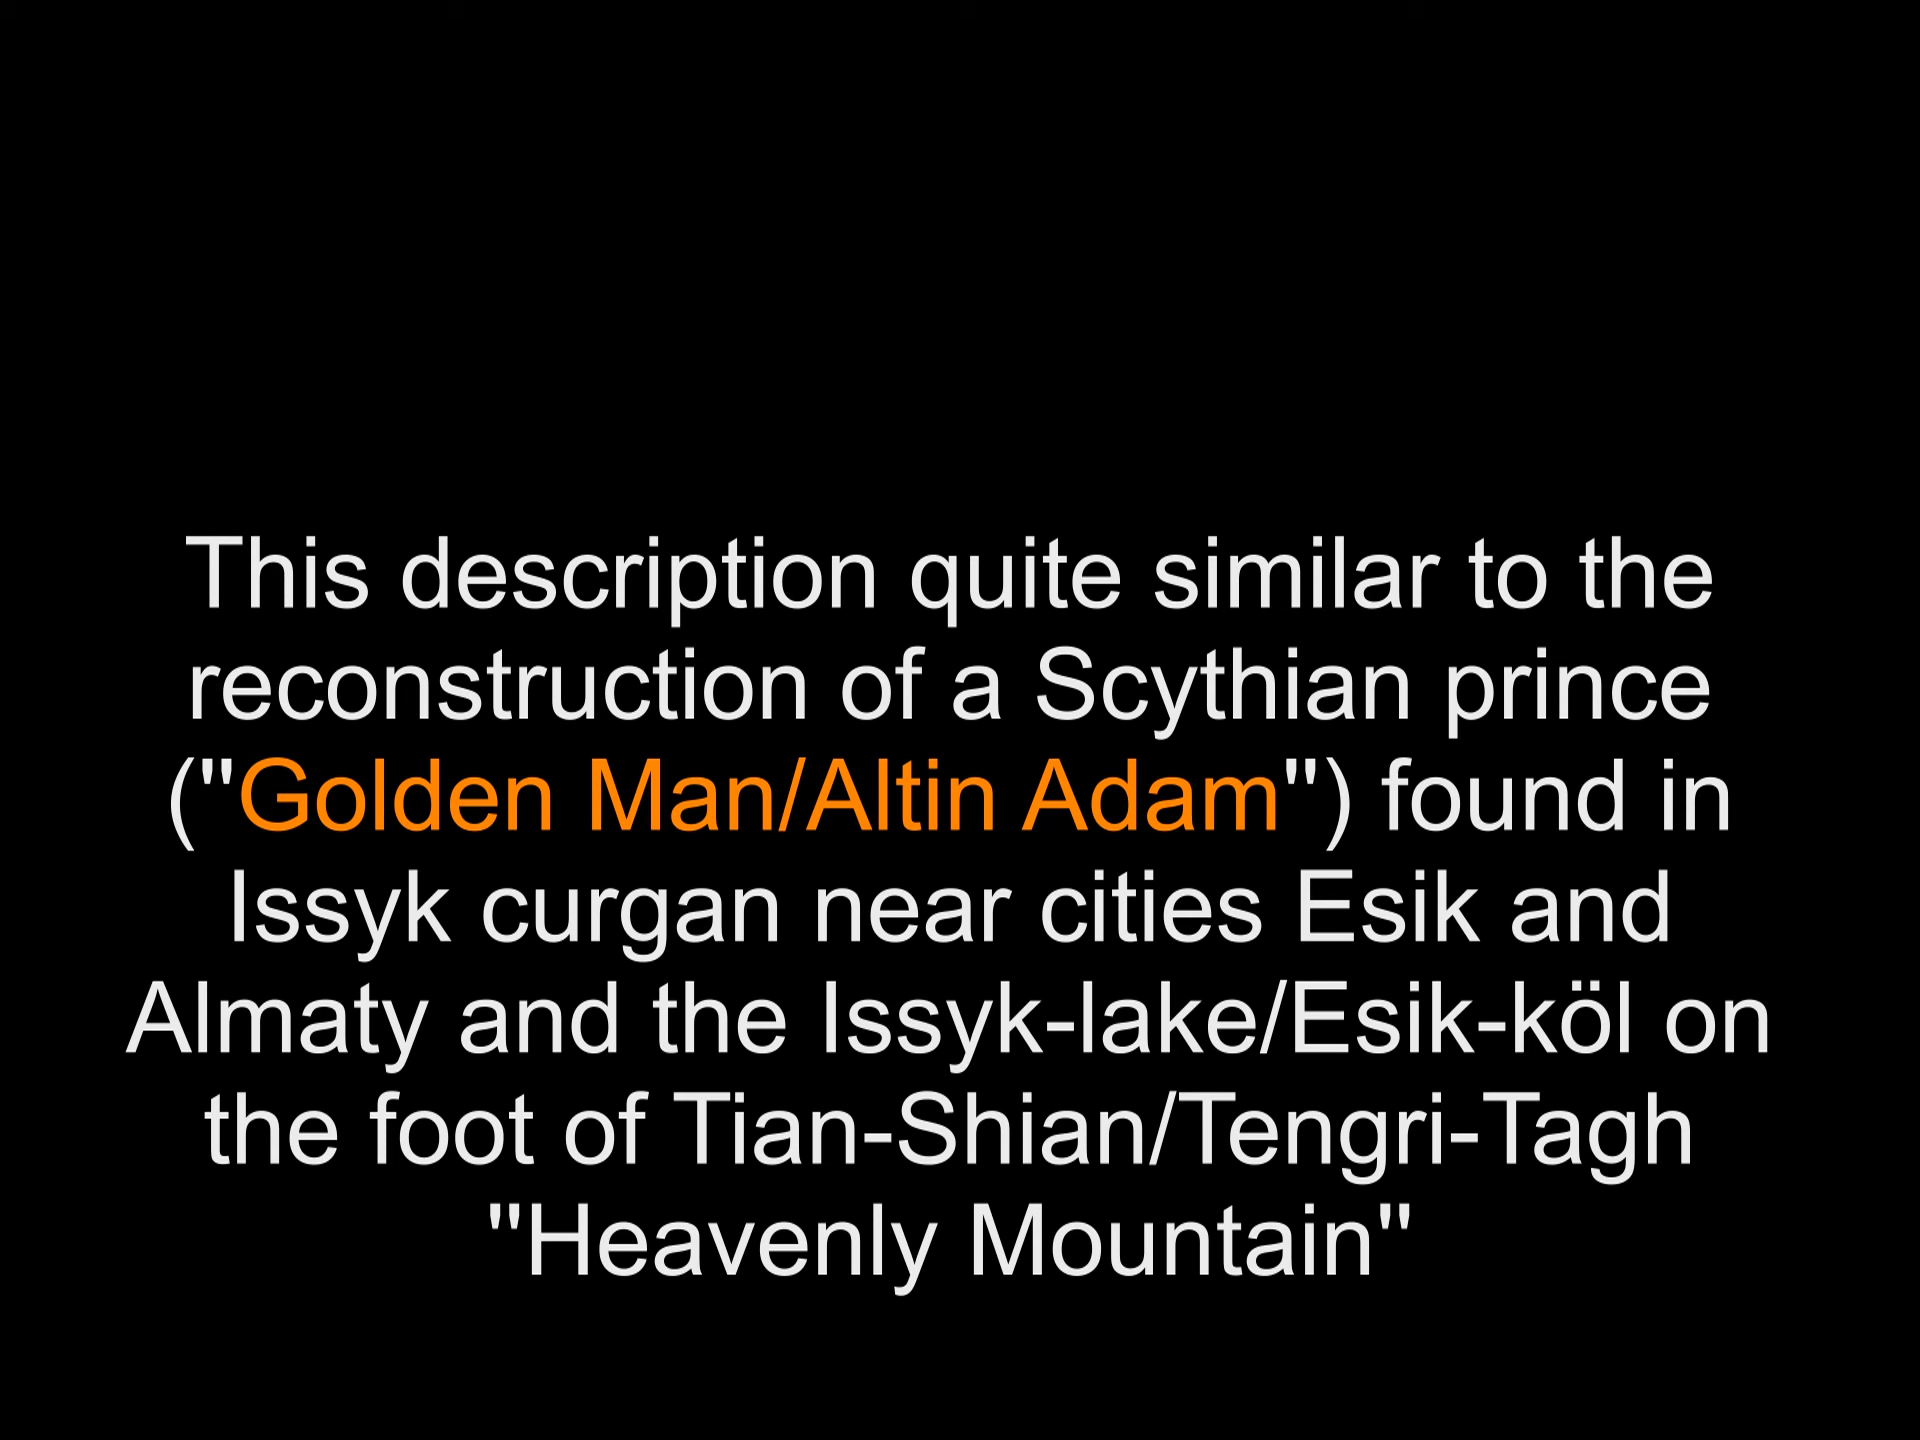 This description quite similar to the
reconstruction of a Scythian prince
("Golden Man/Altin Adam") found in
Issyk curgan near cities Esik and
Almaty and the Issyk-lake/Esik-köl on
the foot of Tian-Shian/Tengri-Tagh
"Heavenly Mountain"